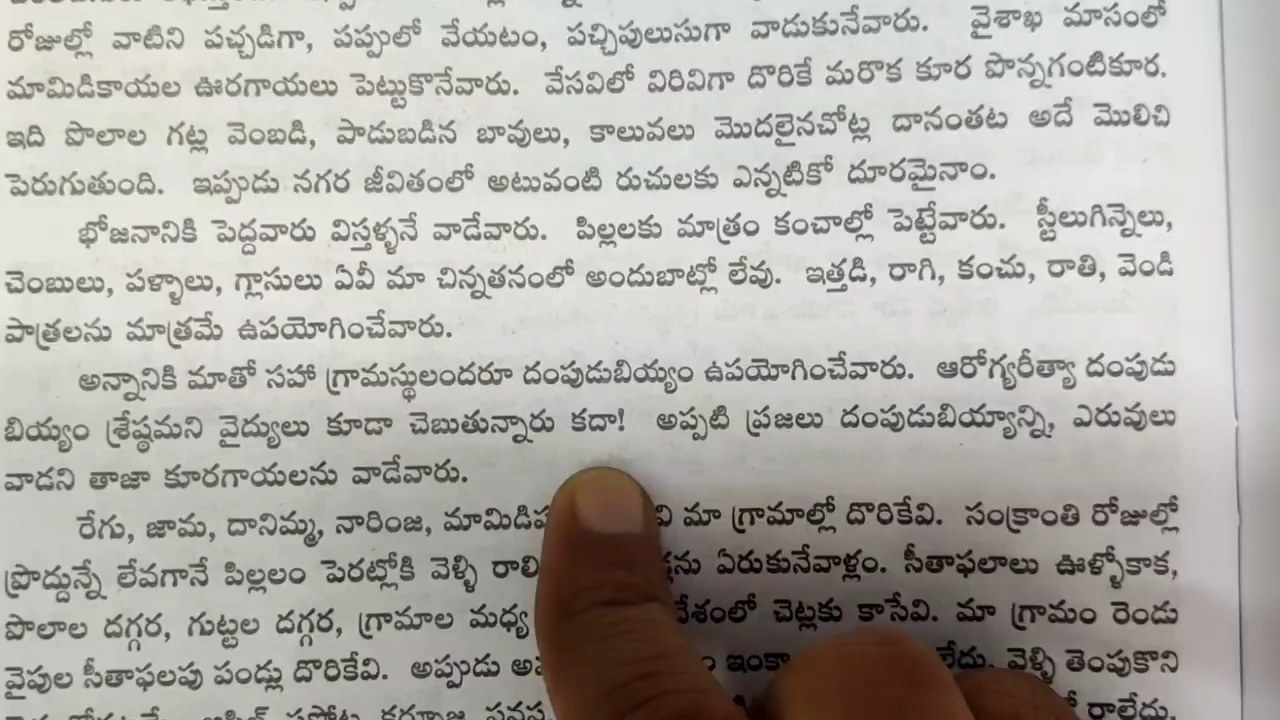 రోజుల్లో వాటిని పచ్చడిగా, పప్పులో వేయటం, పచ్చిపులుసుగా వాడుకునేవారు. వైశాఖ మాసంలో
మామిడికాయల ఊరగాయలు పెట్టుకొనేవారు. వేసవిలో విరివిగా దొరికే మరొక కూర పొన్నగంటికూర.
ఇది పొలాల గట్ల వెంబడి, పాడుబడిన బావులు, కాలువలు మొదలైనచోట్ల దానంతట అదే మొలిచి
పెరుగుతుంది. ఇప్పుడు నగర జీవితంలో అటువంటి రుచులకు ఎన్నటికో దూరమైనాం.
భోజనానికి పెద్దవారు విస్తళ్ళనే వాడేవారు. పిల్లలకు మాత్రం కంచాల్లో పెట్టేవారు. స్టీలుగిన్నెలు,
చెంబులు, పళ్ళాలు, గ్లాసులు ఏవీ మా చిన్నతనంలో అందుబాట్లో లేవు. ఇత్తడి, రాగి, కంచు, రాతి, వెండి
పాత్రలను మాత్రమే ఉపయోగించేవారు.
అన్నానికి మాతో సహా గ్రామస్థులందరూ దంపుడుబియ్యం ఉపయోగించేవారు. ఆరోగ్యరీత్యా దంపుడు
బియ్యం శ్రేష్ఠమని వైద్యులు కూడా చెబుతున్నారు కదా! అప్పటి ప్రజలు దంపుడుబియ్యాన్ని, ఎరువులు
వాడని తాజా కూరగాయలను వాడేవారు.
రేగు, జామ, దానిమ్మ, నారింజ, మా గ్రామాల్లో దొరికేవి. సంక్రాంతి రోజుల్లో
ప్రొద్దున్నే లేవగానే పిల్లలం పెరట్లోకి వెళ్ళి ఏరుకునేవాళ్లం. సీతాఫలాలు ఊళ్ళోకాక,
పొలాల దగ్గర, గుట్టల దగ్గర, గ్రామాల మధ్య చెట్లకు కాసేవి. మా గ్రామం రెండు
వైపుల సీతాఫలపు పండ్లు దొరికేవి. అప్పుడు వెళ్ళి తెంపుకొని
రాలేదు.